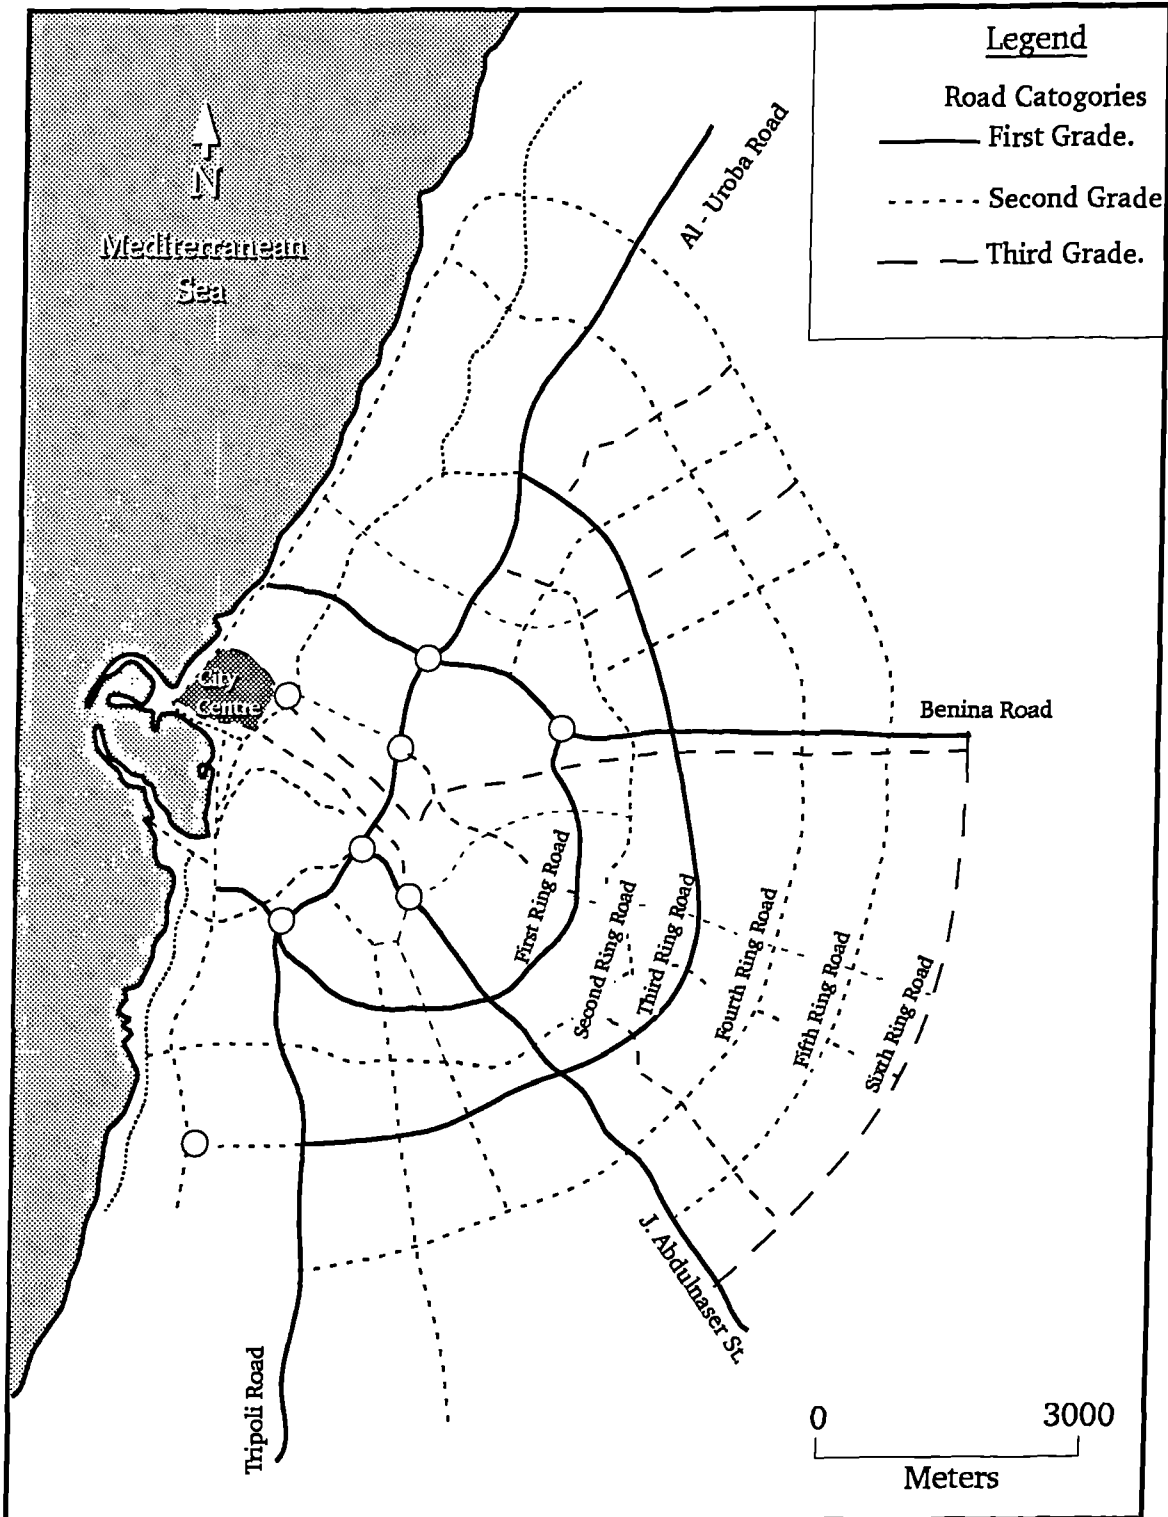 Legend
Road Catogories
First Grade.
Second Grade
Third Grade.
N
Mediterranean
Sea
Al - Uroba Road
City
Centre
Benina Road
First Ring Road
Second Ring Road
Third Ring Road
Fourth Ring Road
Fifth Ring Road
Sixth Ring Road
J. Abdulnaser St.
Tripoli Road
0 3000
Meters